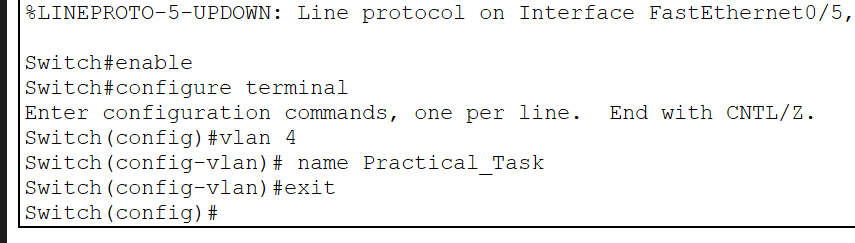 %LINEPROTO-5-UPDOWN: Line protocol on Interface FastEthernet0/5,
Switch#enable
Switch#configure terminal
Enter configuration commands, one per line.  End with CNTL/Z.
Switch(config)#vlan 4
Switch(config-vlan)# name Practical_Task
Switch(config-vlan)#exit
Switch(config)#